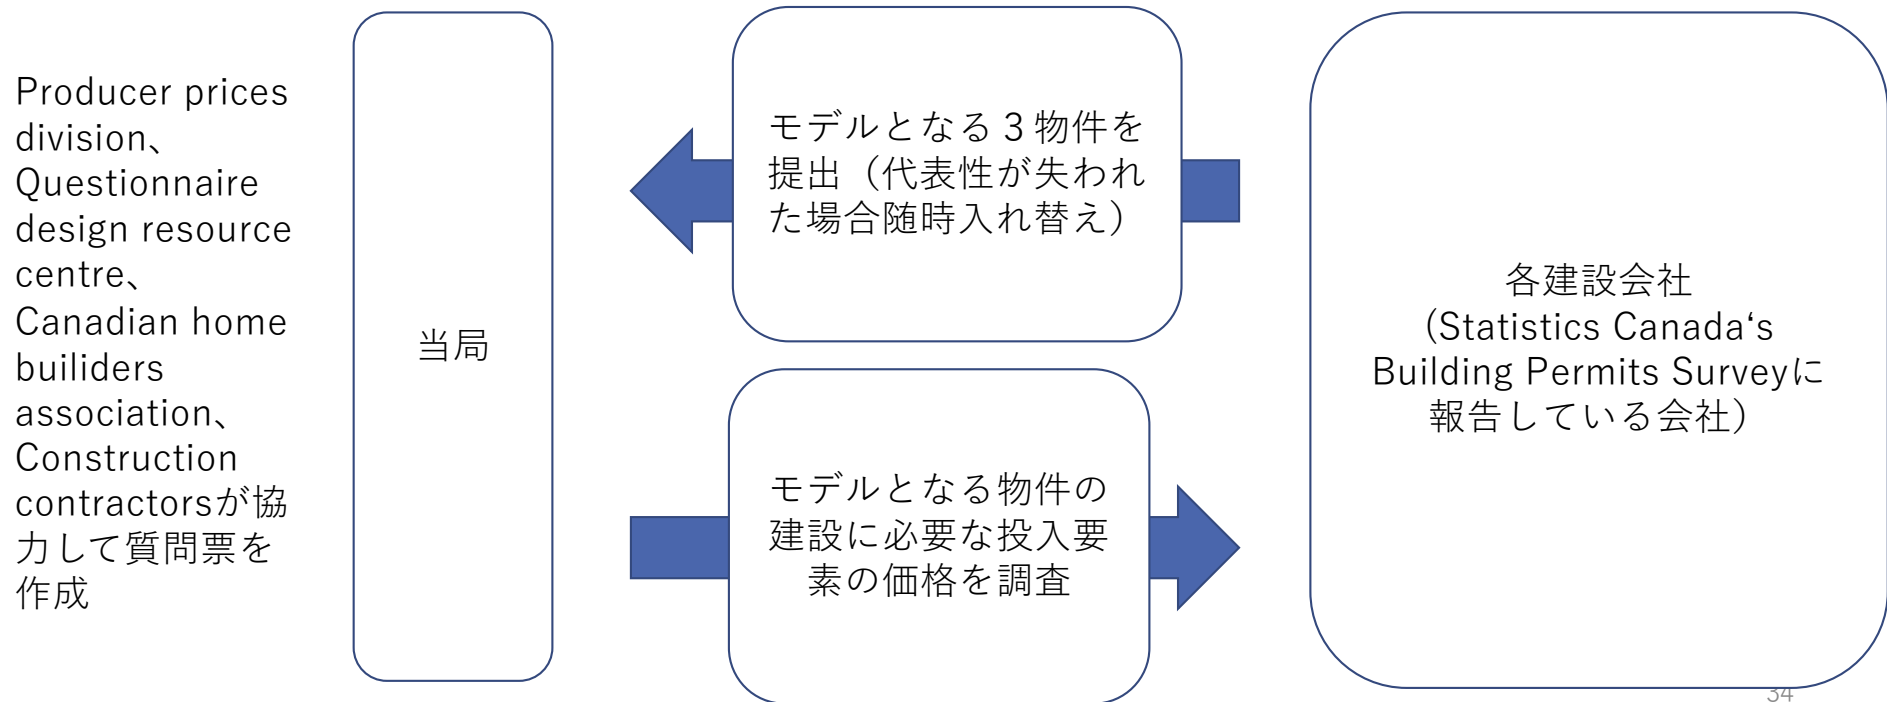 Producer prices
division、
Questionnaire
design resource
centre、
Canadian home
builiders
association、
Construction
contractorsが協
力して質問票を
作成
当局
モデルとなる３物件を
提出（代表性が失われ
た場合随時入れ替え）
モデルとなる物件の
建設に必要な投入要
素の価格を調査
各建設会社
（Statistics Canada‘s
Building Permits Surveyに
報告している会社）
34